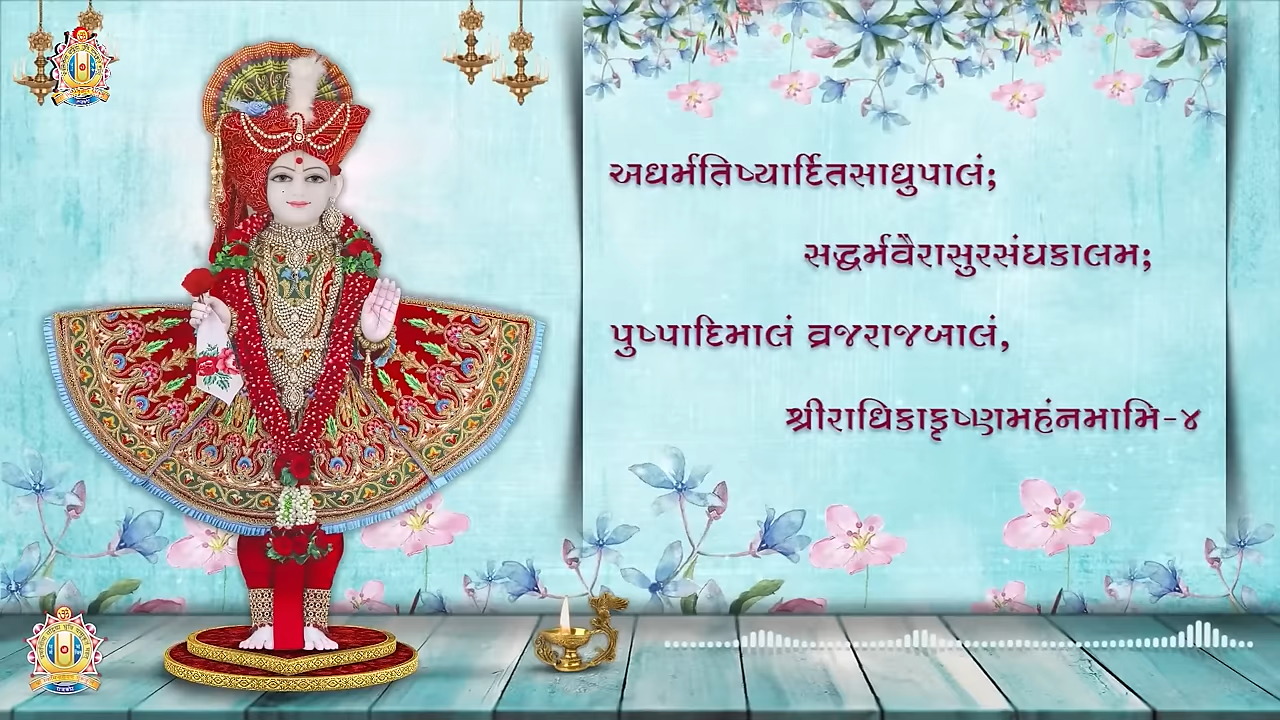 અધર્મતિષ્યાર્દિતસાધુપાલં;
સદ્ધર્મવૈરાસુરસંઘકાલમ;
પુષ્પાદિમાલં વ્રજરાજબાલં,
શ્રીરાધિકાકૃષ્ણમહંનમામિ-૪